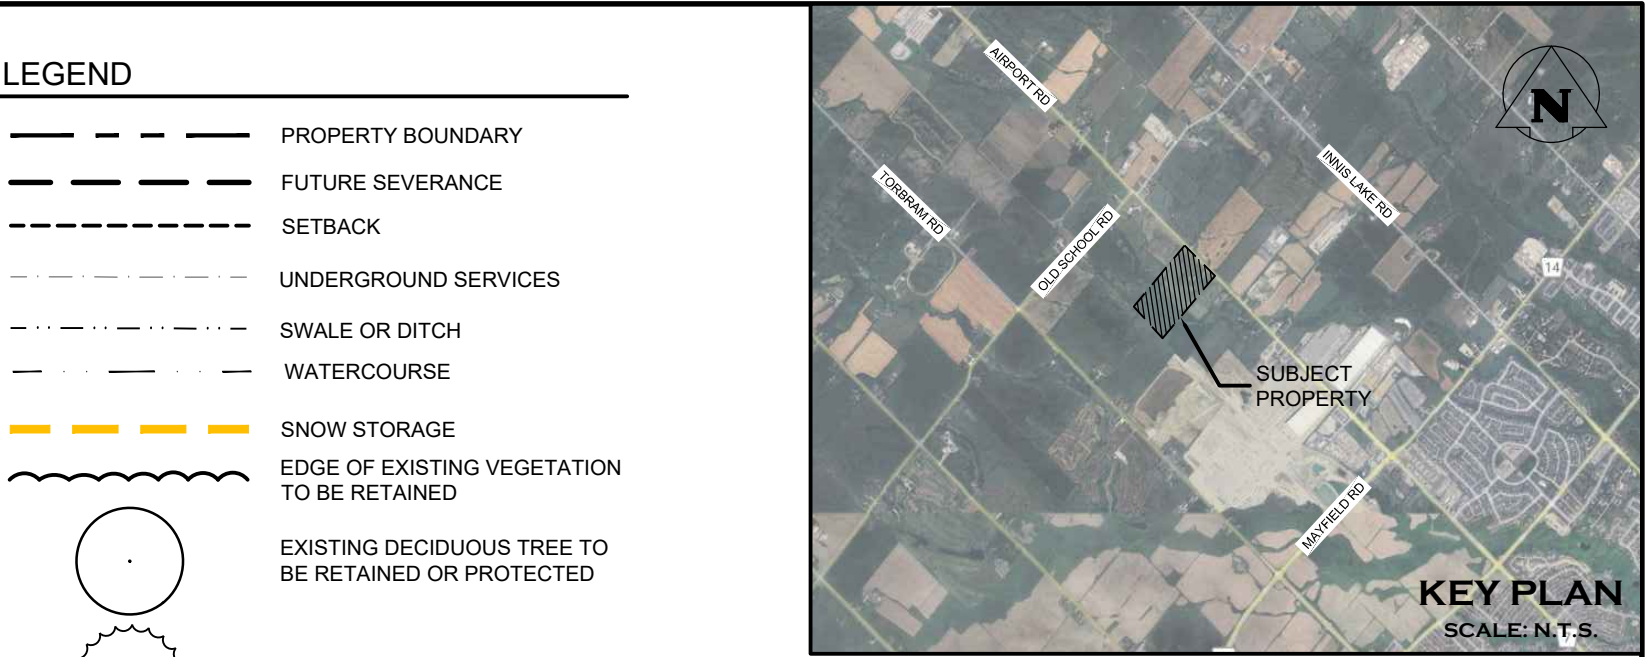 LEGEND
PROPERTY BOUNDARY
FUTURE SEVERANCE
SETBACK
UNDERGROUND SERVICES
SWALE OR DITCH
WATERCOURSE
SNOW STORAGE
EDGE OF EXISTING VEGETATION
TO BE RETAINED
EXISTING DECIDUOUS TREE TO
BE RETAINED OR PROTECTED
AIRPORT RD
TORBRAM RD
OLD SCHOOL RD
INNIS LAKE RD
N
14
SUBJECT
PROPERTY
MAYFIELD RD
KEY PLAN
SCALE: N.T.S.